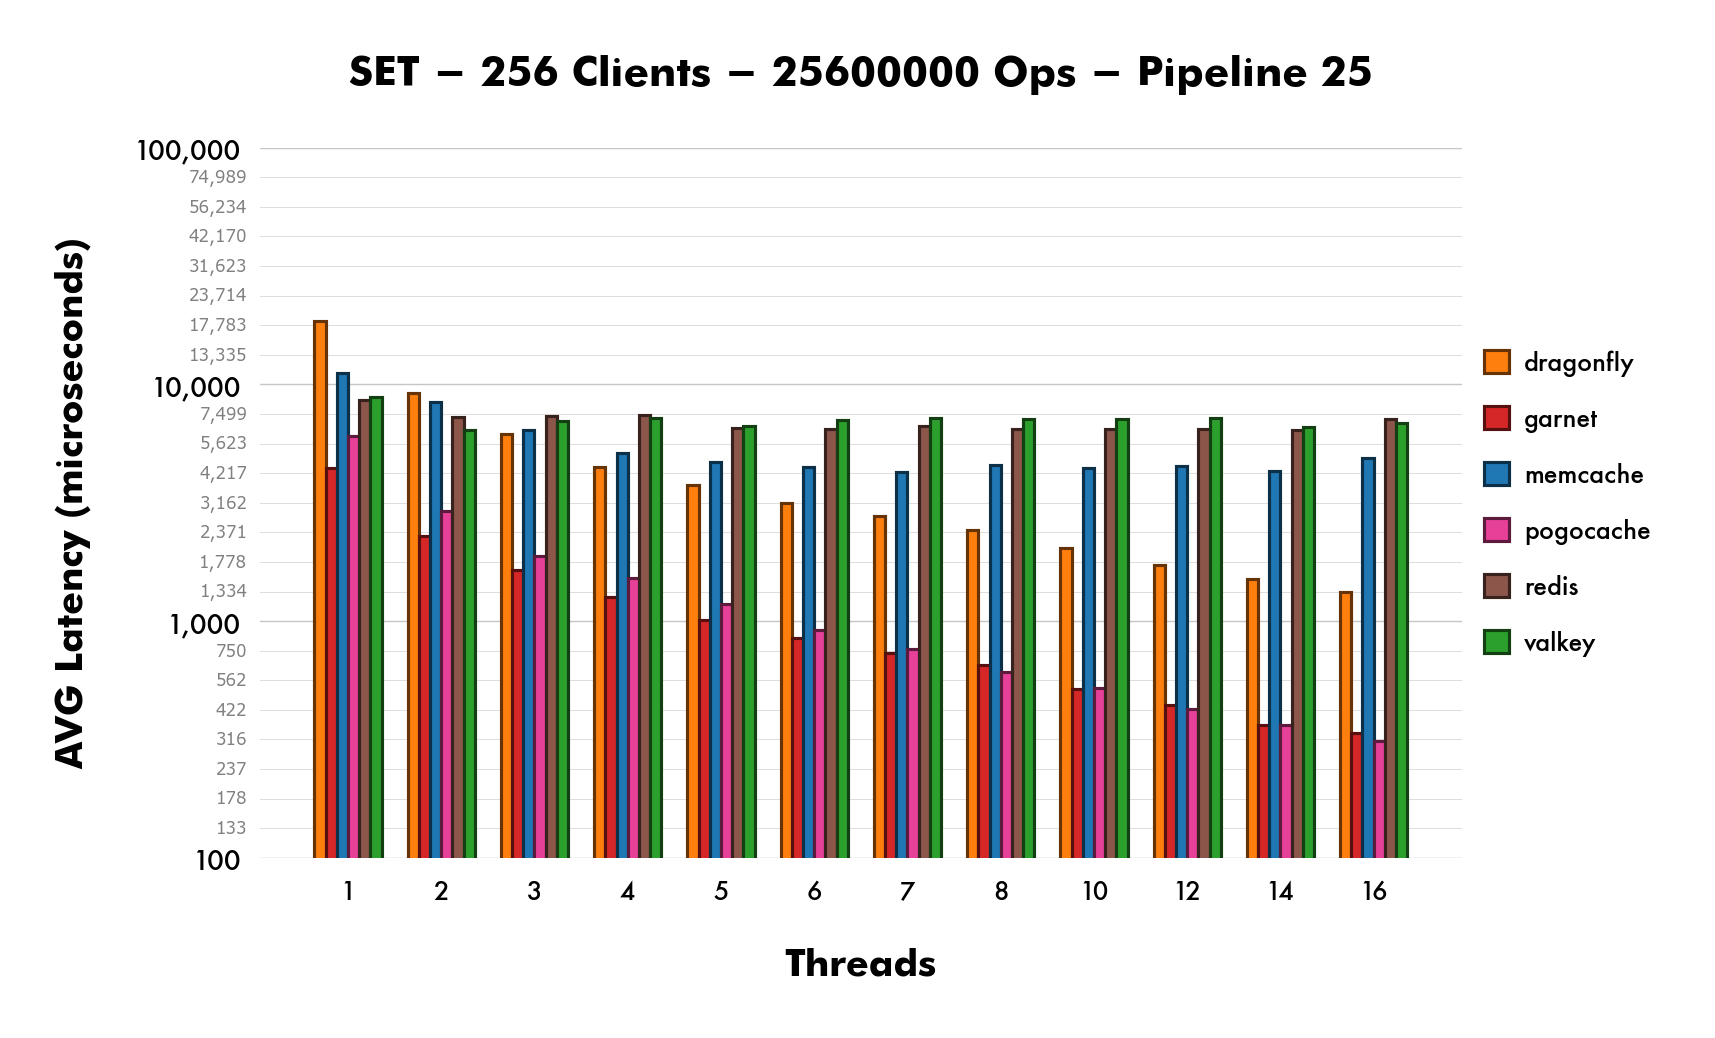 SET – 256 Clients – 25600000 Ops – Pipeline 25
AVG Latency (microseconds)
100,000
74,989
56,234
42,170
31,623
23,714
17,783
13,335
10,000
7,499
5,623
4,217
3,162
2,371
1,778
1,334
1,000
750
562
422
316
237
178
133
100
1 2 3 4 5 6 7 8 10 12 14 16
Threads
dragonfly
garnet
memcache
pogocache
redis
valkey